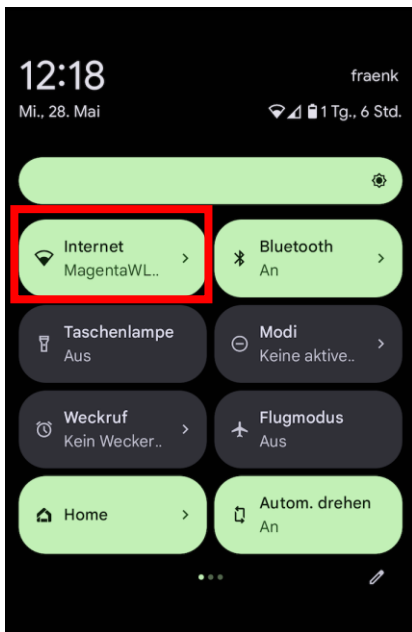 12:18
fraenk
Mi., 28. Mai
1 Tg., 6 Std.
Internet
MagentaWL..
Bluetooth
An
Taschenlampe
Aus
Modi
Keine aktive..
Weckruf
Kein Wecker..
Flugmodus
Aus
Home
Autom. drehen
An